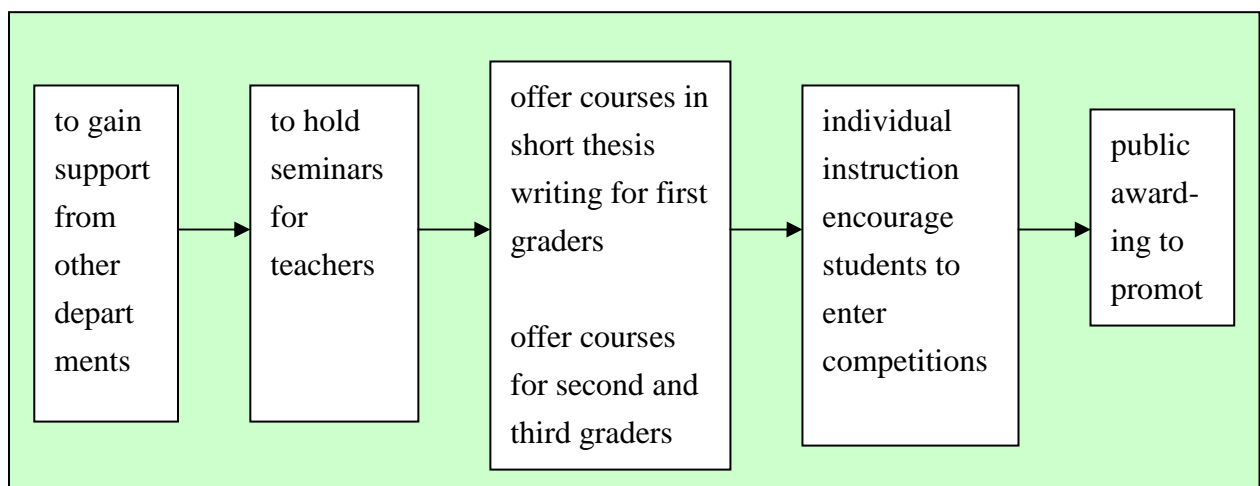 to gain
support
from
other
depart
ments
to hold
seminars
for
teachers
offer courses in
short thesis
writing for first
graders
offer courses
for second and
third graders
individual
instruction
encourage
students to
enter
competitions
public
award-
ing to
promot